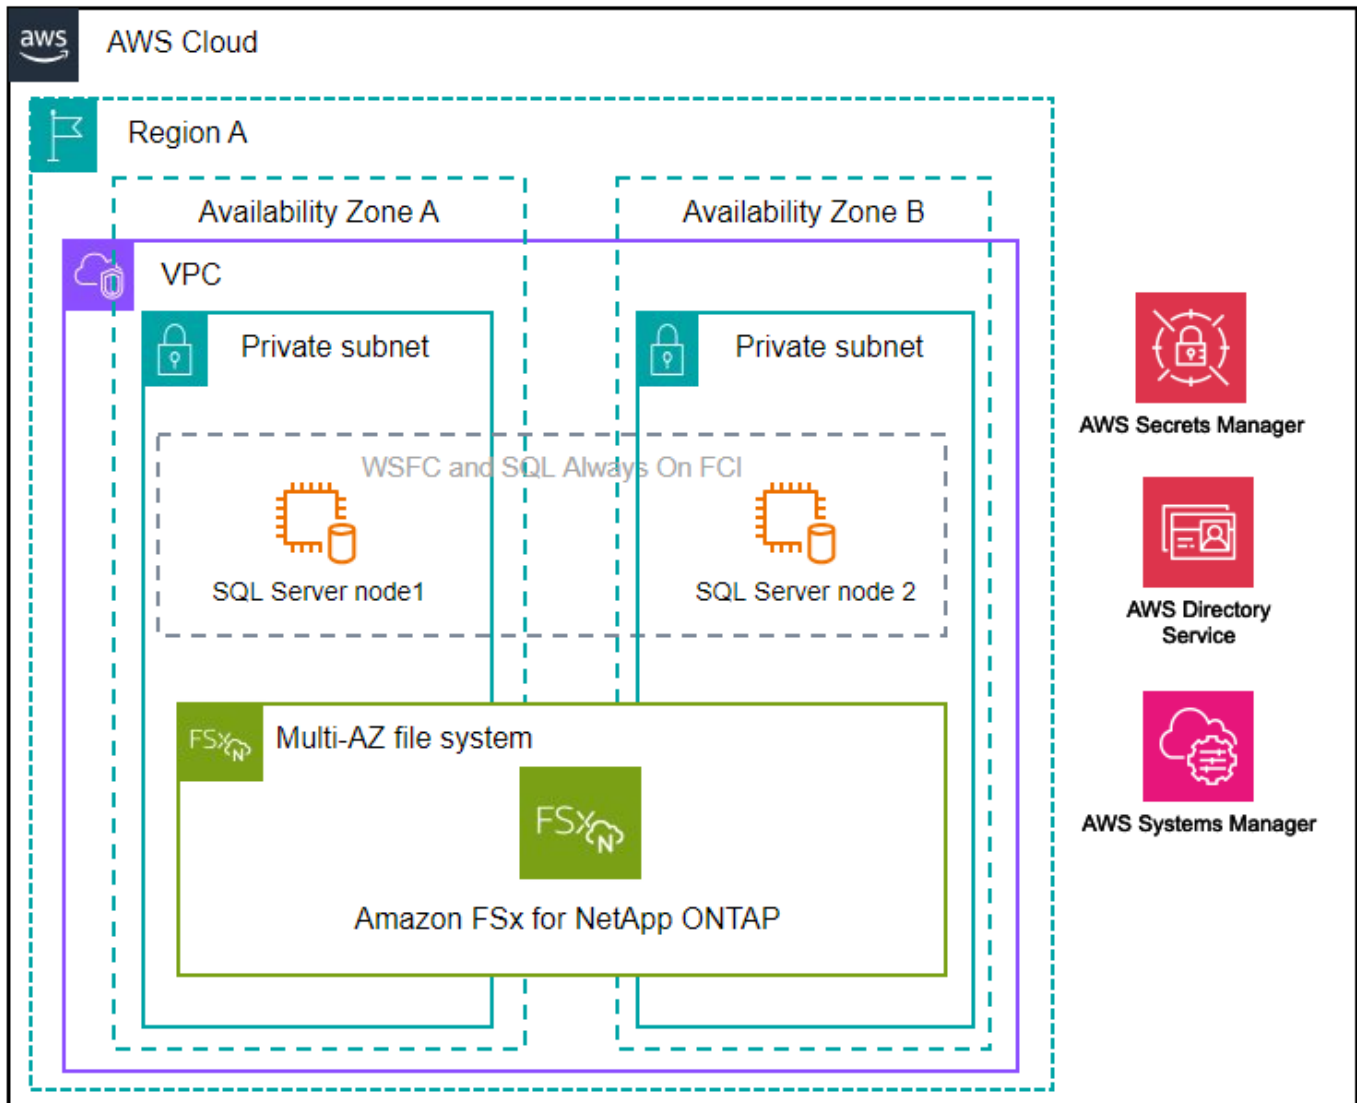 aws
AWS Cloud
Region A
Availability Zone A
Availability Zone B
VPC
Private subnet
Private subnet
WSFC and SQL Always On FCI
SQL Server node1
SQL Server node 2
FSx N
Multi-AZ file system
FSx N
Amazon FSx for NetApp ONTAP
AWS Secrets Manager
AWS Directory
Service
AWS Systems Manager